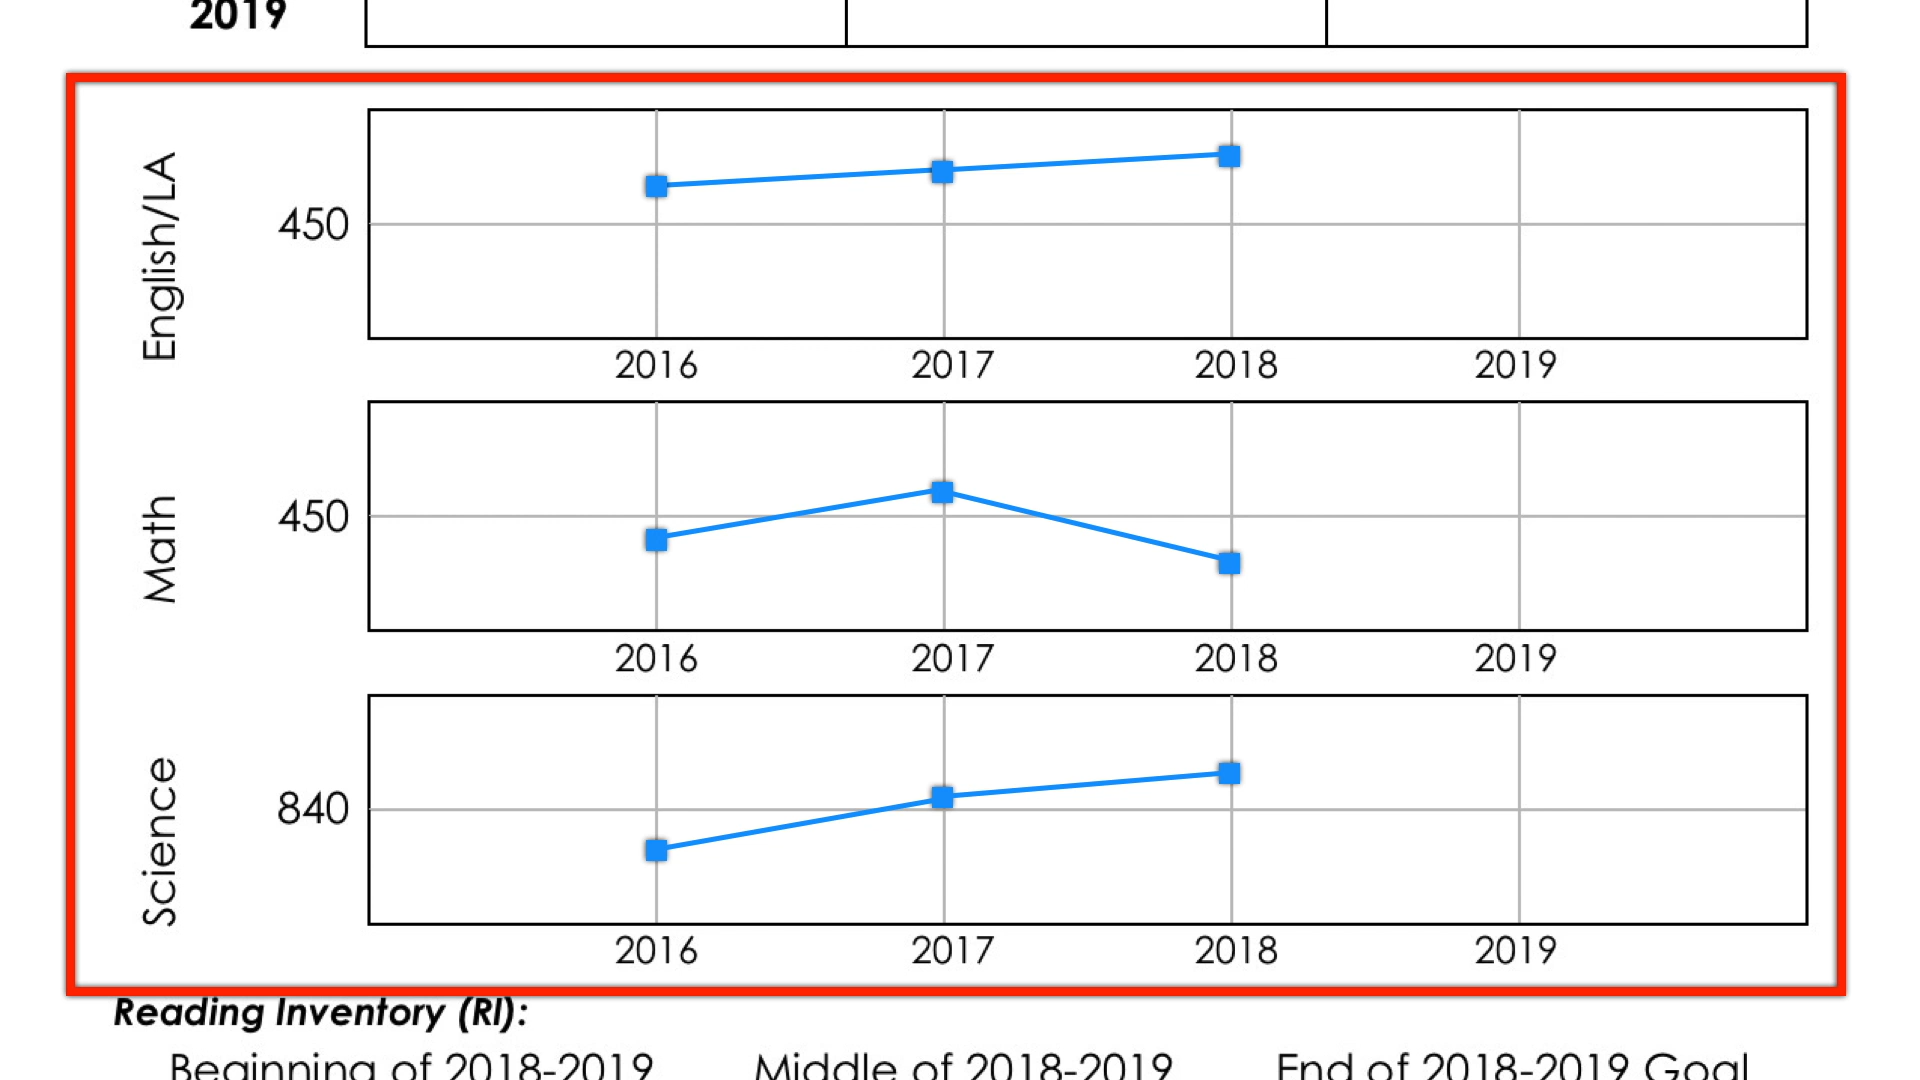 2019
English/LA
450
2016 2017 2018 2019
Math
450
2016 2017 2018 2019
Science
840
2016 2017 2018 2019
Reading Inventory (RI):
Beginning of 2018-2019 Middle of 2018-2019 End of 2018-2019 Goal